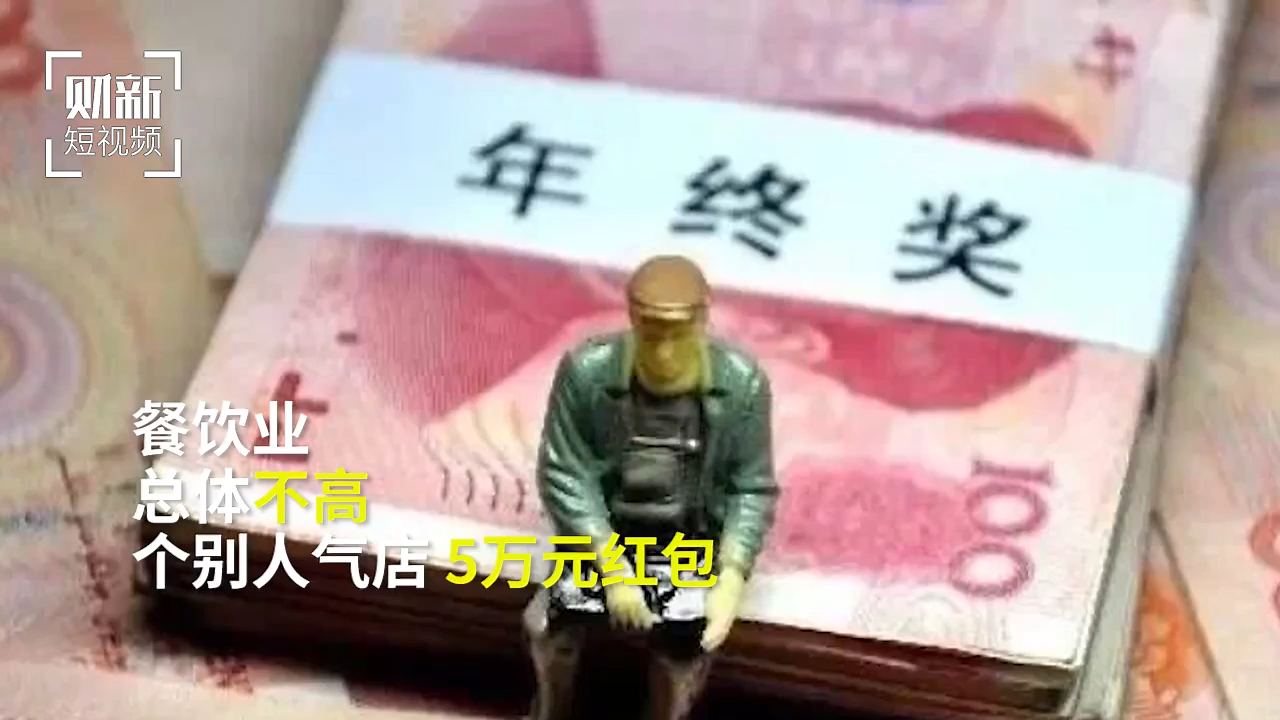 财新
短视频
年终奖
餐饮业
总体不高
个别人气店 5万元红包
100